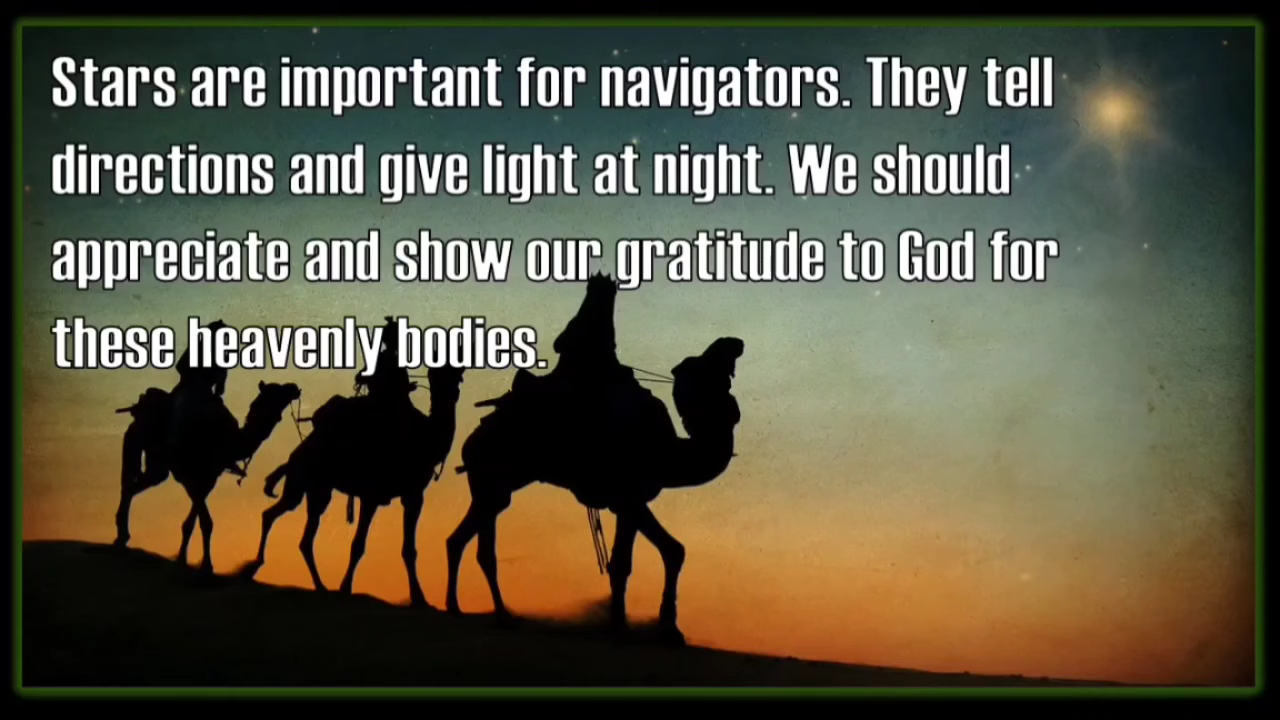 Stars are important for navigators. They tell
directions and give light at night. We should
appreciate and show our gratitude to God for
these heavenly bodies.